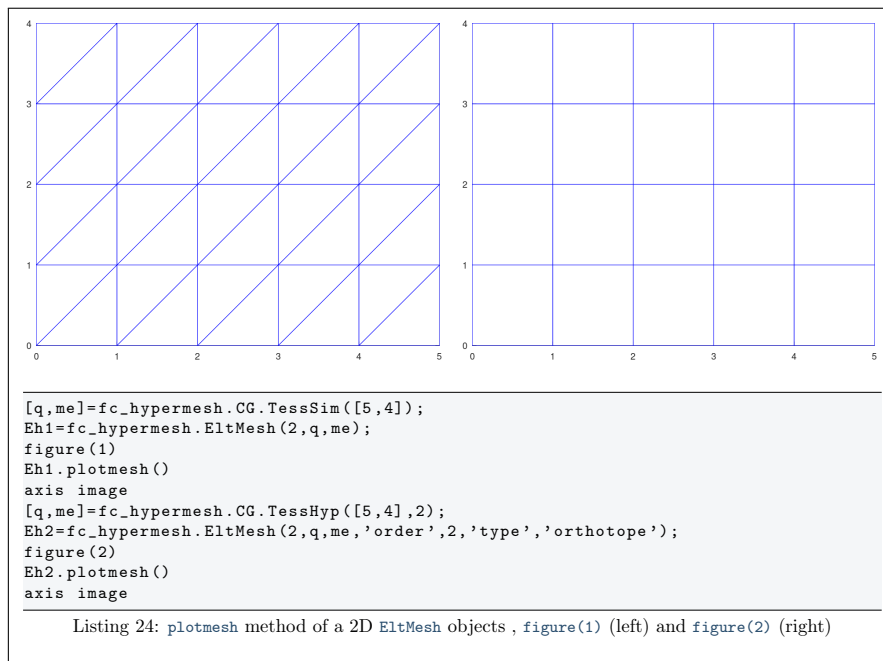 4
3
2
1
0
0 1 2 3 4 5
4
3
2
1
0
0 1 2 3 4 5
[q,me]=fc_hypermesh.CG.TessSim([5,4]);
Eh1=fc_hypermesh.EltMesh(2,q,me);
figure(1)
Eh1.plotmesh()
axis image
[q,me]=fc_hypermesh.CG.TessHyp([5,4],2);
Eh2=fc_hypermesh.EltMesh(2,q,me,’order’,2,’type’,’orthotope’);
figure(2)
Eh2.plotmesh()
axis image
Listing 24: plotmesh method of a 2D EltMesh objects , figure(1) (left) and figure(2) (right)